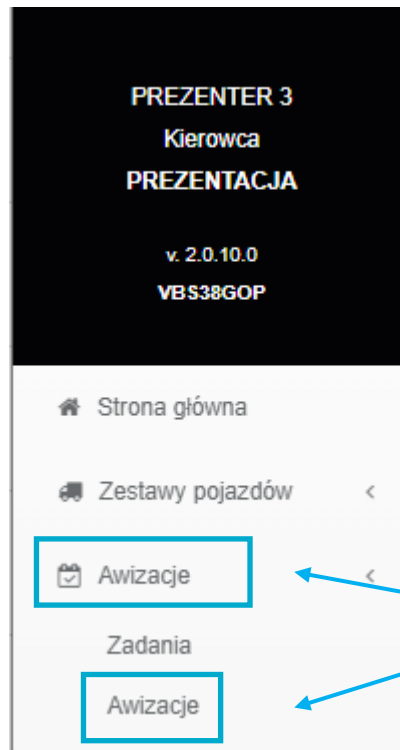 PREZENTER 3
Kierowca
PREZENTACJA
v. 2.0.10.0
VBS38GOP
Strona główna
Zestawy pojazdów
Awizacje
Zadania
Awizacje